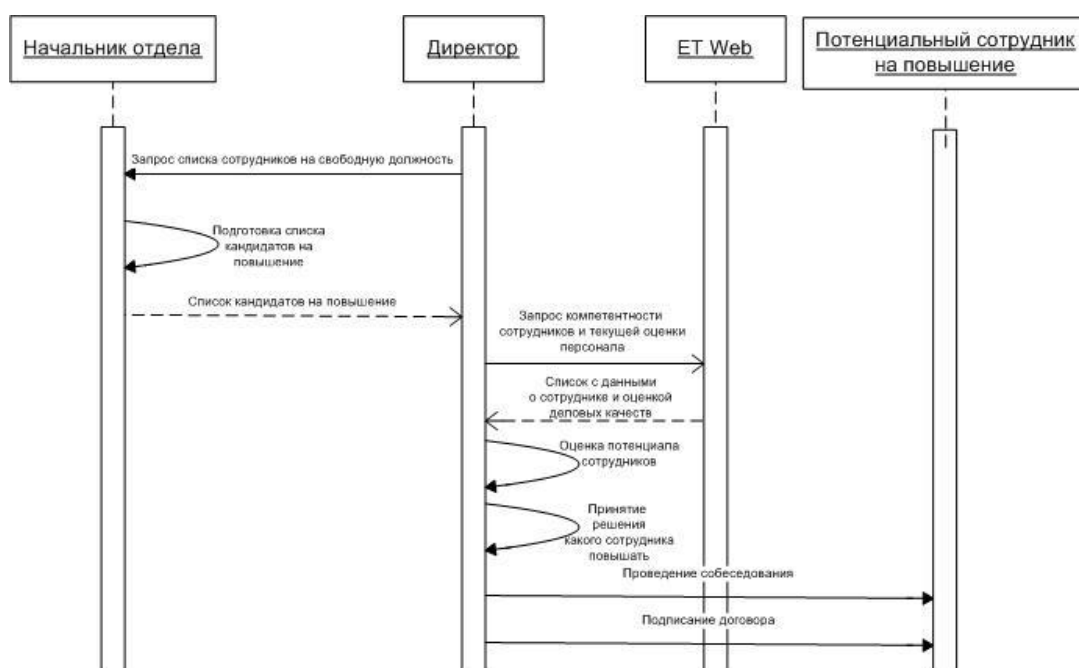 Начальник отдела
Директор
ET Web
Потенциальный сотрудник
на повышение
Запрос списка сотрудников на свободную должность
Подготовка списка
кандидатов на
повышение
Список кандидатов на повышение
Запрос компетентности
сотрудников и текущей оценки
персонала
Список с данными
о сотруднике и оценкой
деловых качеств
Оценка потенциала
сотрудников
Принятие
решения
какого сотрудника
повышать
Проведение собеседования
Подписание договора